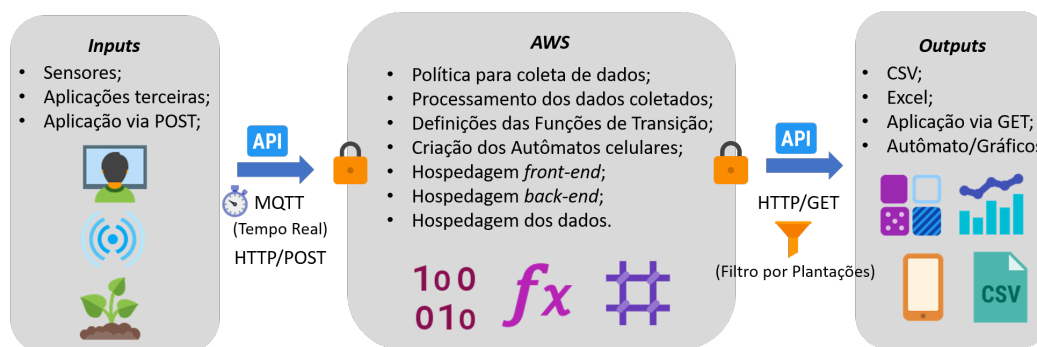 Inputs
• Sensores;
• Aplicações terceiras;
• Aplicação via POST;
API
MQTT
(Tempo Real)
HTTP/POST
AWS
• Política para coleta de dados;
• Processamento dos dados coletados;
• Definições das Funções de Transição;
• Criação dos Autômatos celulares;
• Hospedagem front-end;
• Hospedagem back-end;
• Hospedagem dos dados.
100
010
fx
API
HTTP/GET
(Filtro por Plantações)
Outputs
• CSV;
• Excel;
• Aplicação via GET;
• Autômato/Gráficos
CSV